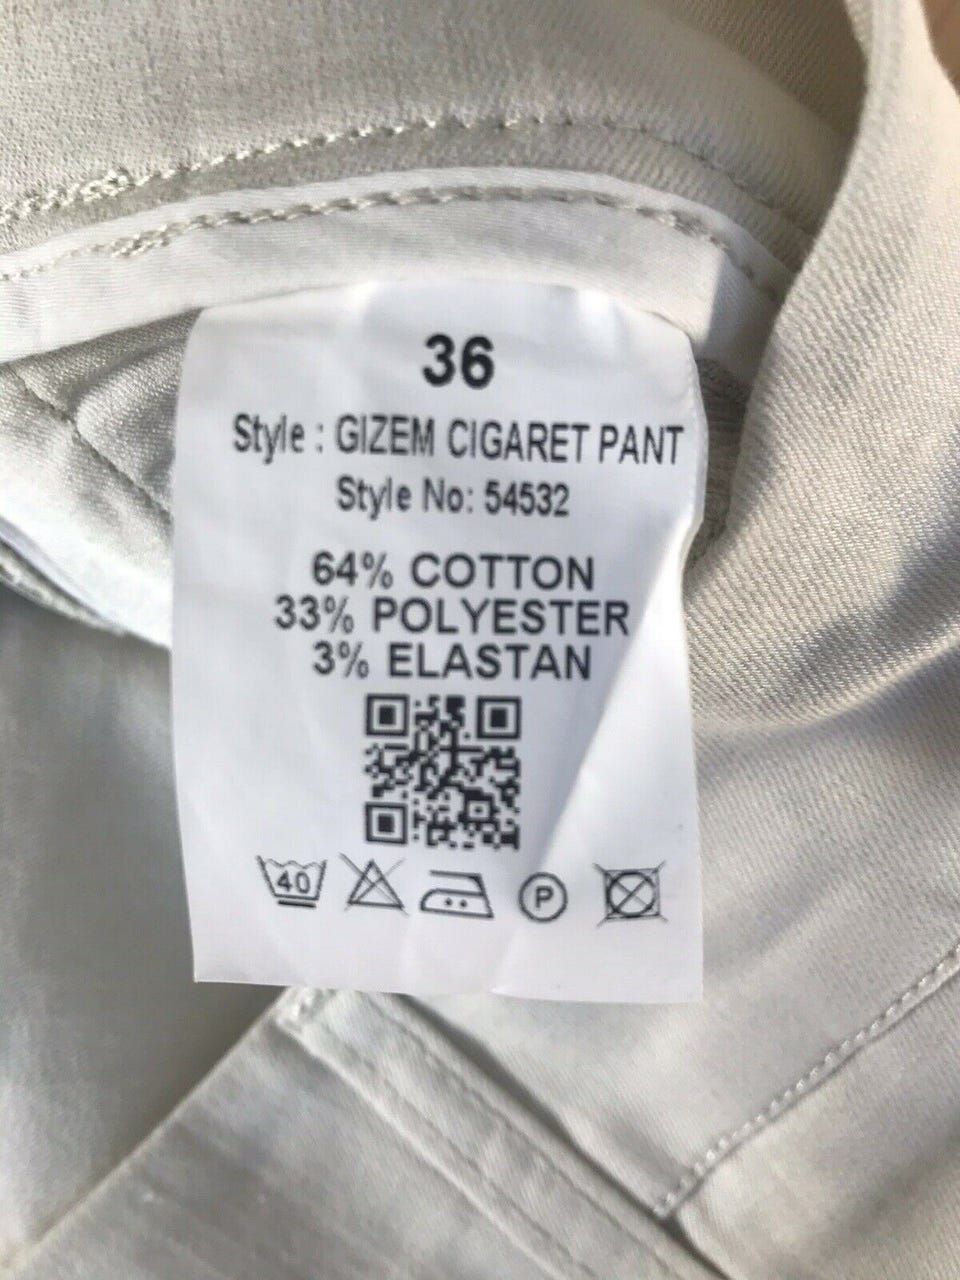 36
Style : GIZEM CIGARET PANT
Style No: 54532
64% COTTON
33% POLYESTER
3% ELASTAN
40
P